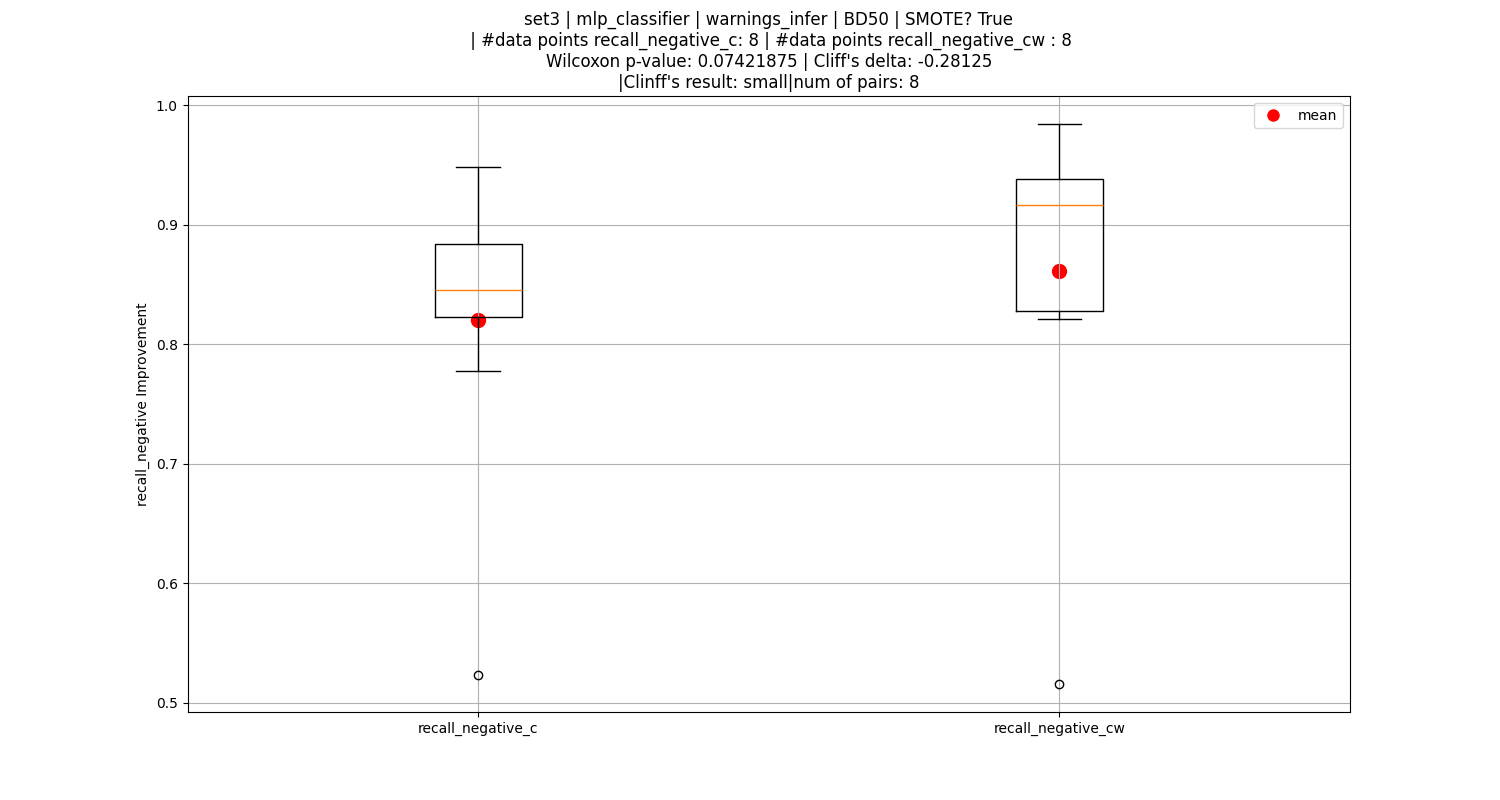 set3 | mlp_classifier | warnings_infer | BD50 | SMOTE? True
| #data points recall_negative_c: 8 | #data points recall_negative_cw : 8
Wilcoxon p-value: 0.07421875 | Cliff's delta: -0.28125
|Clinff's result: small|num of pairs: 8
mean
recall_negative Improvement
1.0
0.9
0.8
0.7
0.6
0.5
recall_negative_c
recall_negative_cw